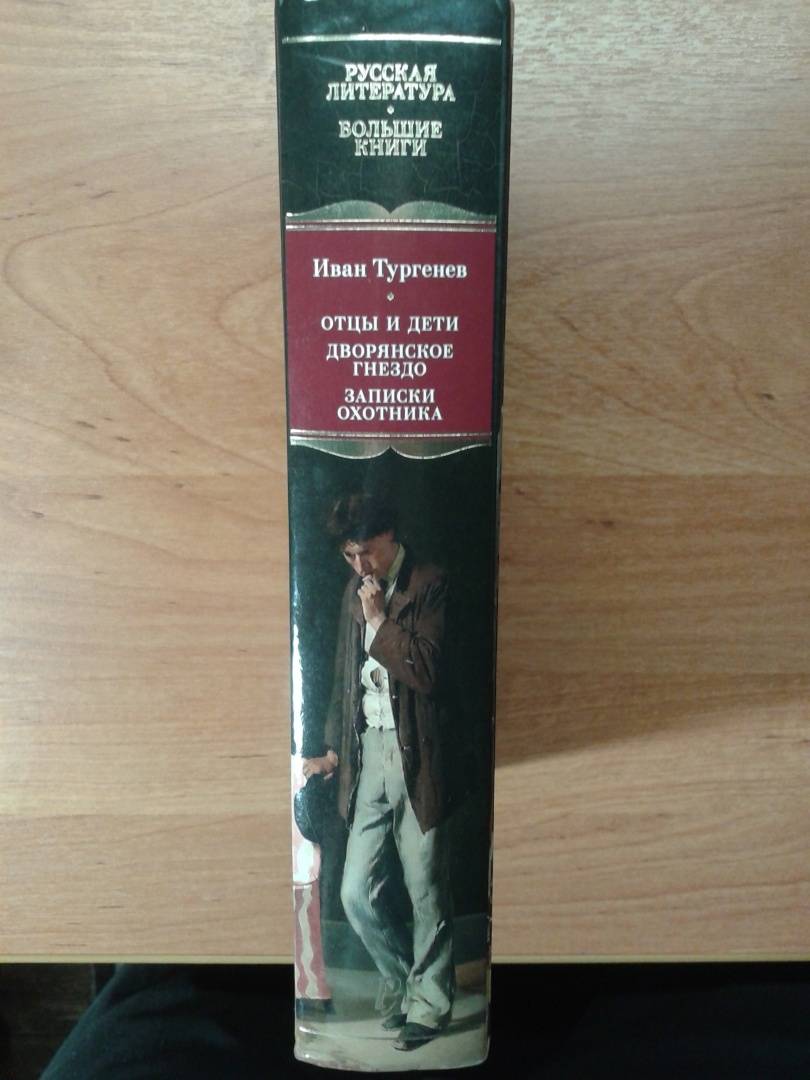 РУССКАЯ
ЛИТЕРАТУРА
•
БОЛЬШИЕ
КНИГИ
Иван Тургенев
•
ОТЦЫ И ДЕТИ
ДВОРЯНСКОЕ
ГНЕЗДО
ЗАПИСКИ
ОХОТНИКА